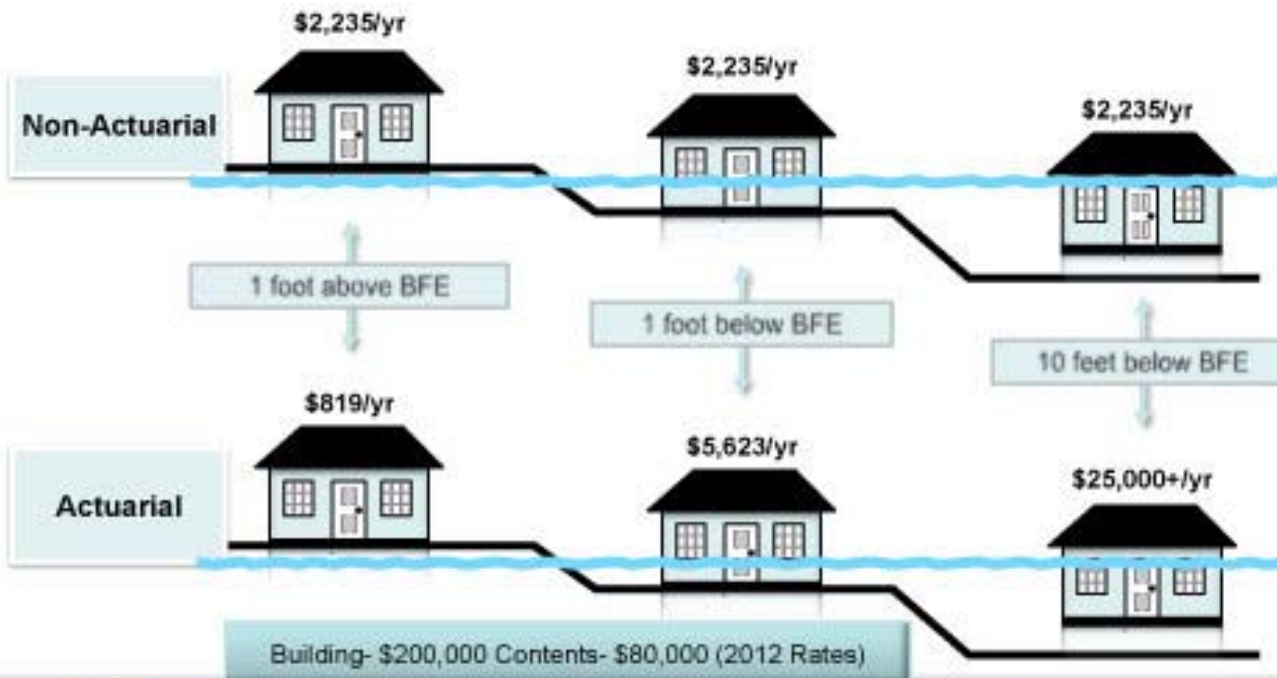 $2,235/yr
$2,235/yr
$2,235/yr
Non-Actuarial
1 foot above BFE
1 foot below BFE
10 feet below BFE
$819/yr
$5,623/yr
$25,000+/yr
Actuarial
Building- $200,000 Contents- $80,000 (2012 Rates)